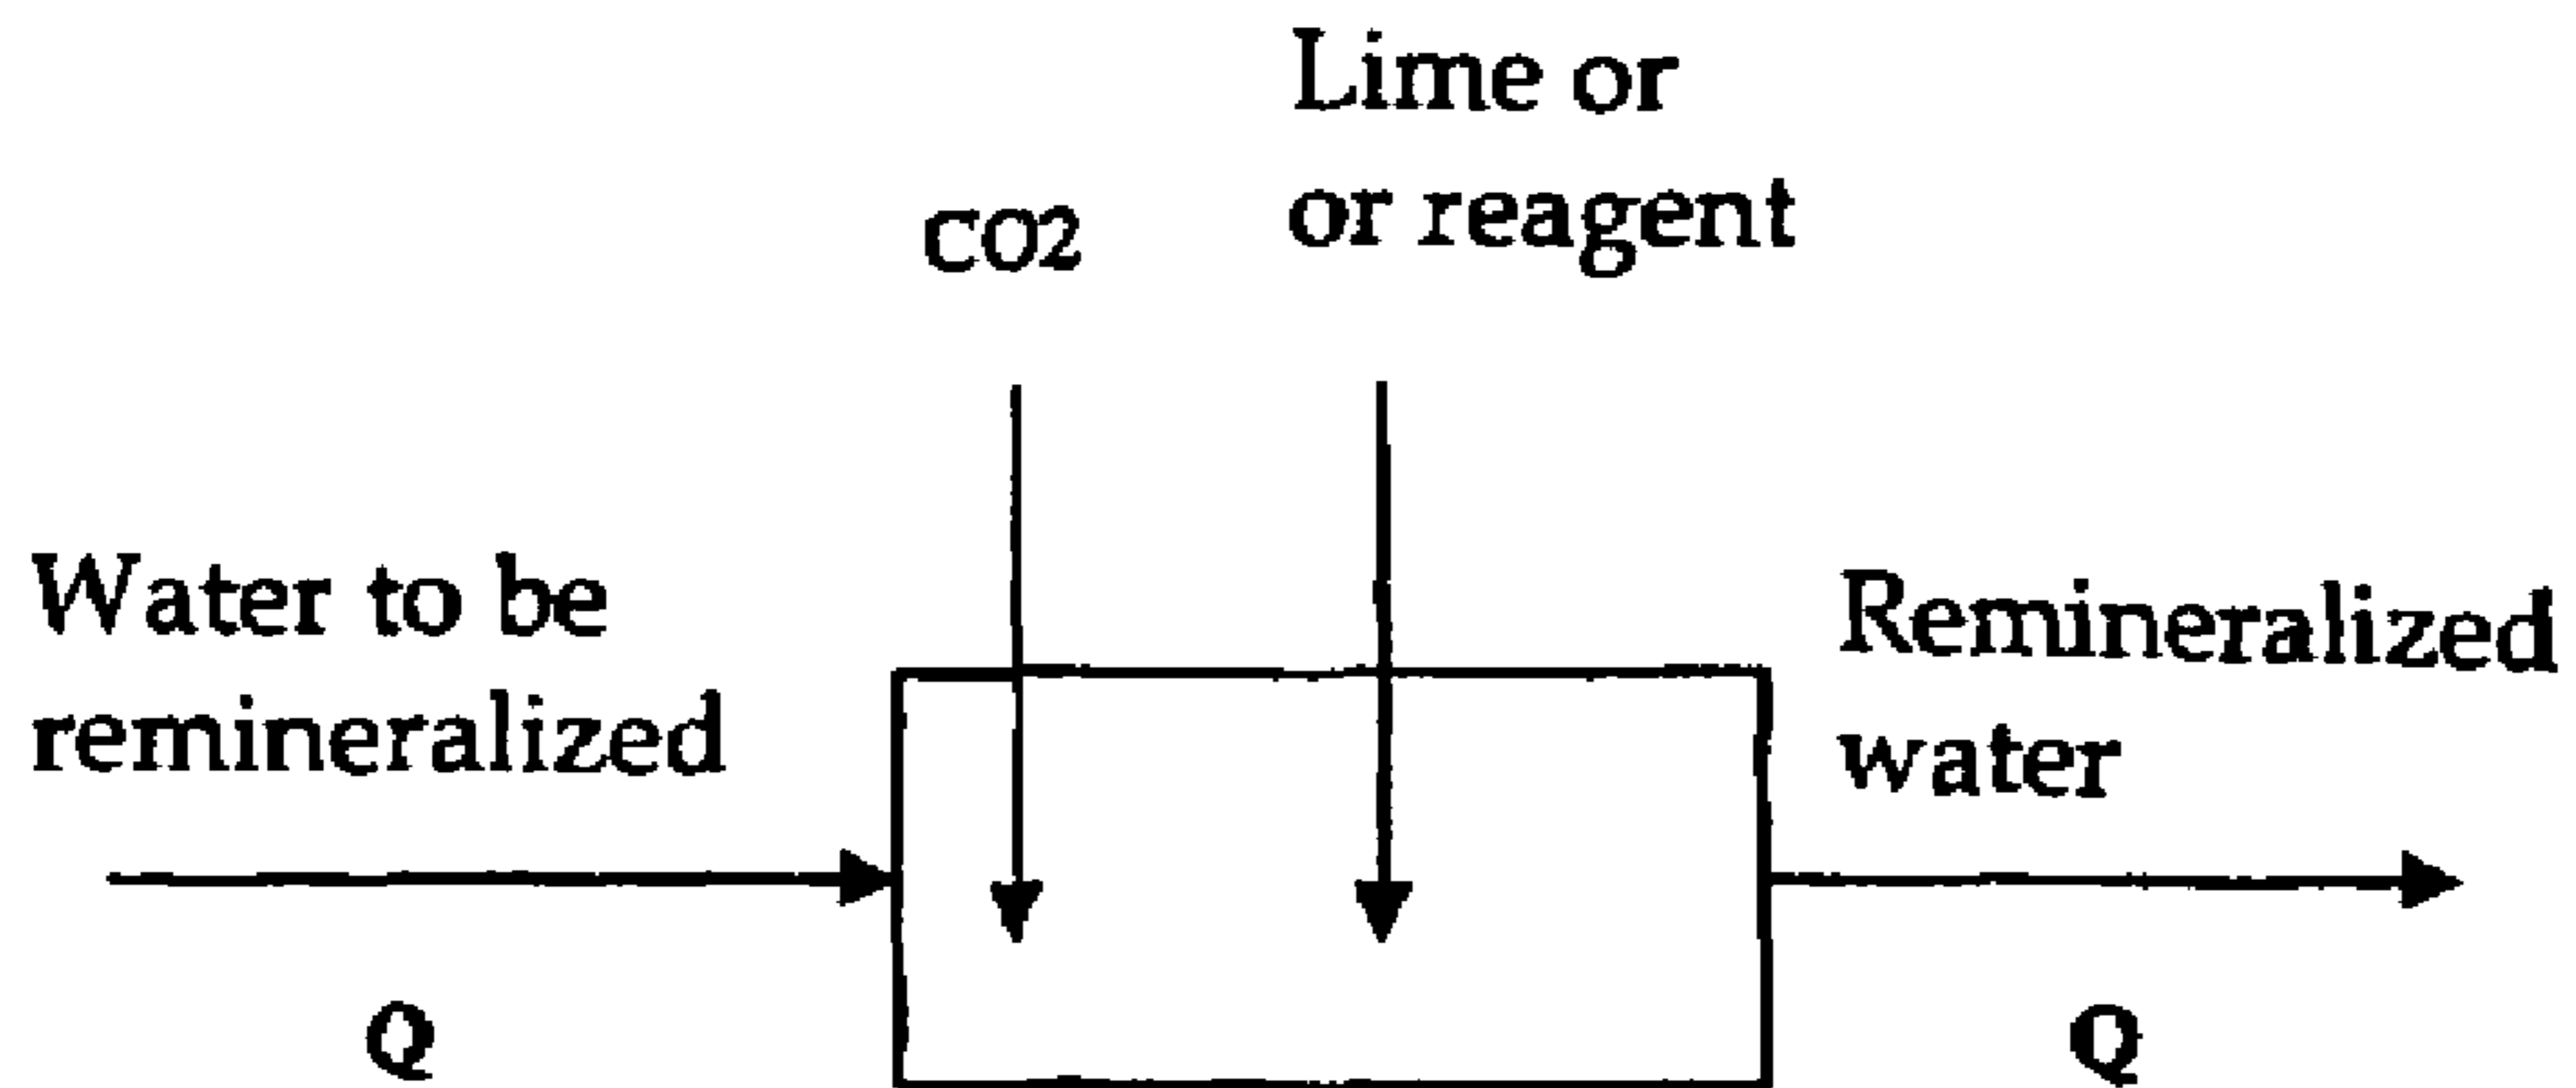 Lime or
or reagent
CO2
Water to be
remineralized
Remineralized
water
Q
Q